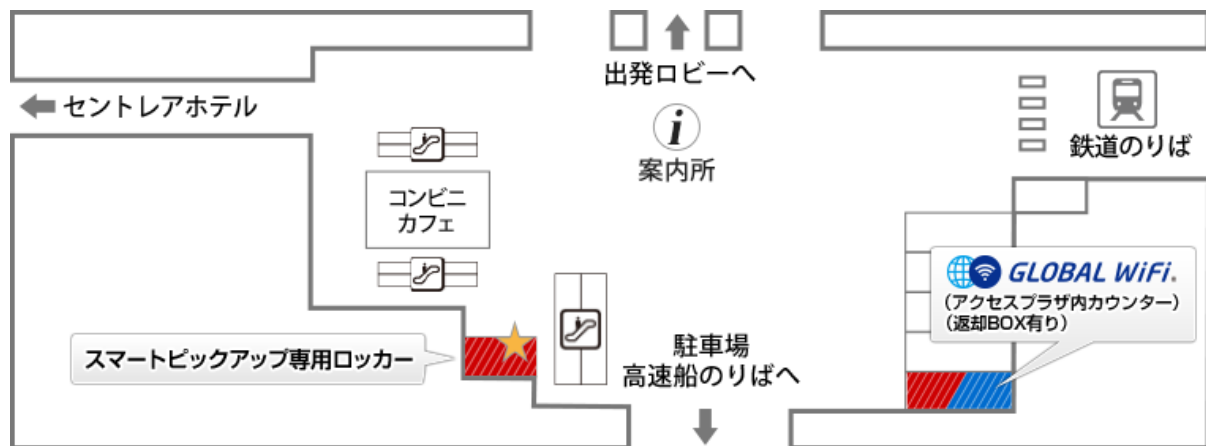 出発ロビーへ
セントレアホテル
i
案内所
鉄道のりば
コンビニ
カフェ
GLOBAL WiFi®
(アクセスプラザ内カウンター)
(返却BOX有り)
スマートピックアップ専用ロッカー
駐車場
高速船のりばへ